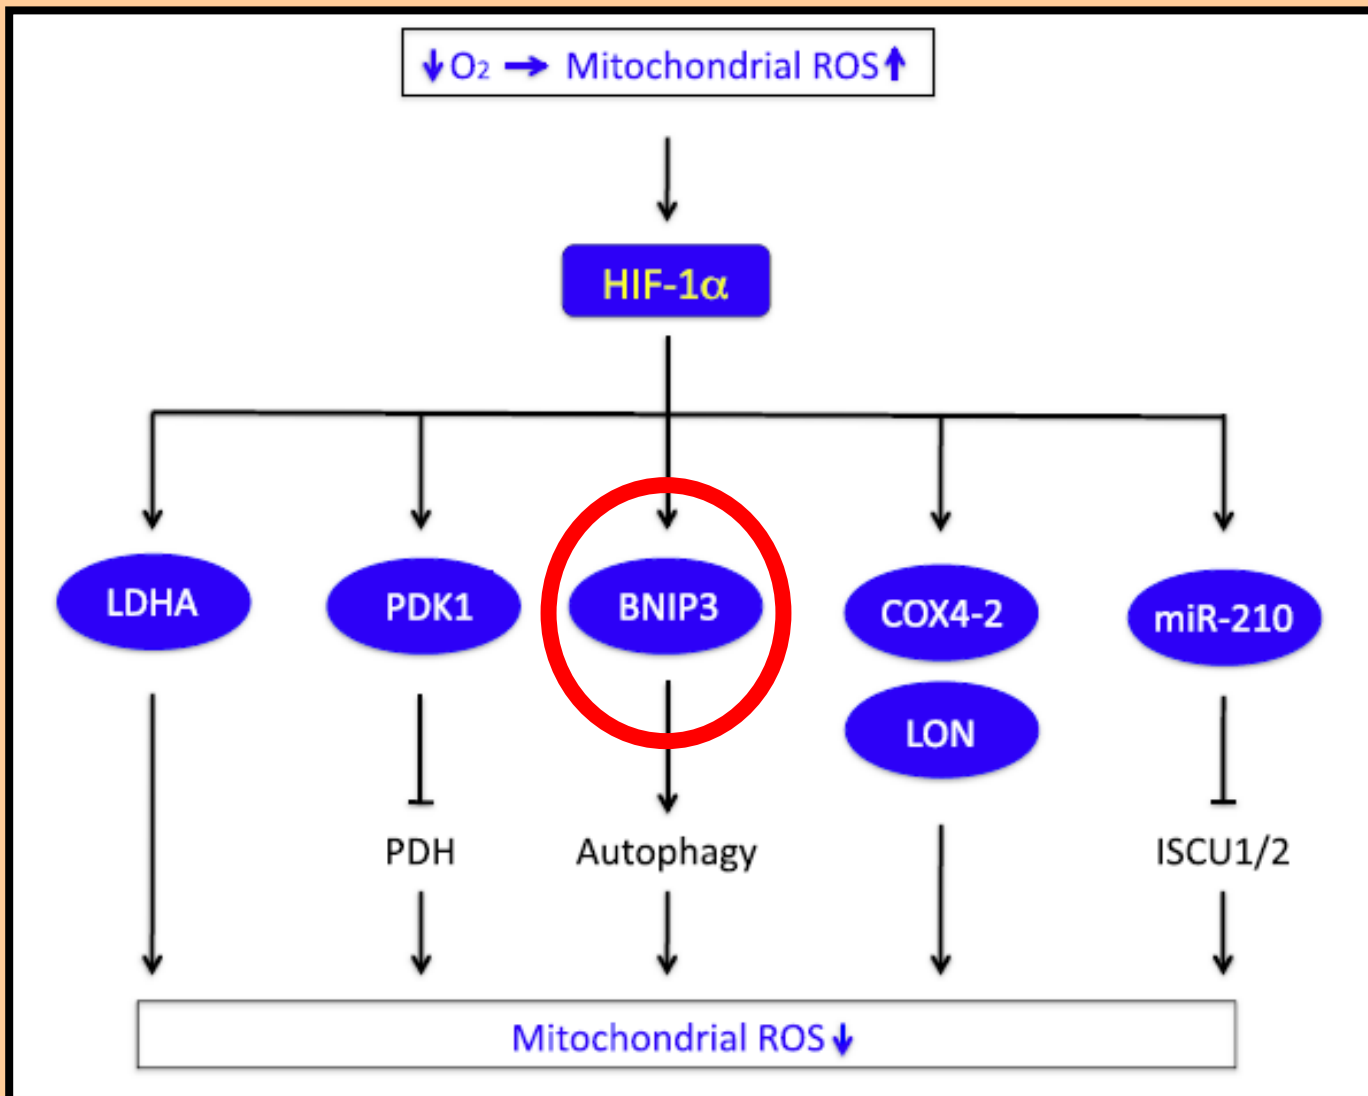 ↓O₂ → Mitochondrial ROS↑
HIF-1α
LDHA
PDK1
BNIP3
COX4-2
miR-210
LON
PDH
Autophagy
ISCU1/2
Mitochondrial ROS↓